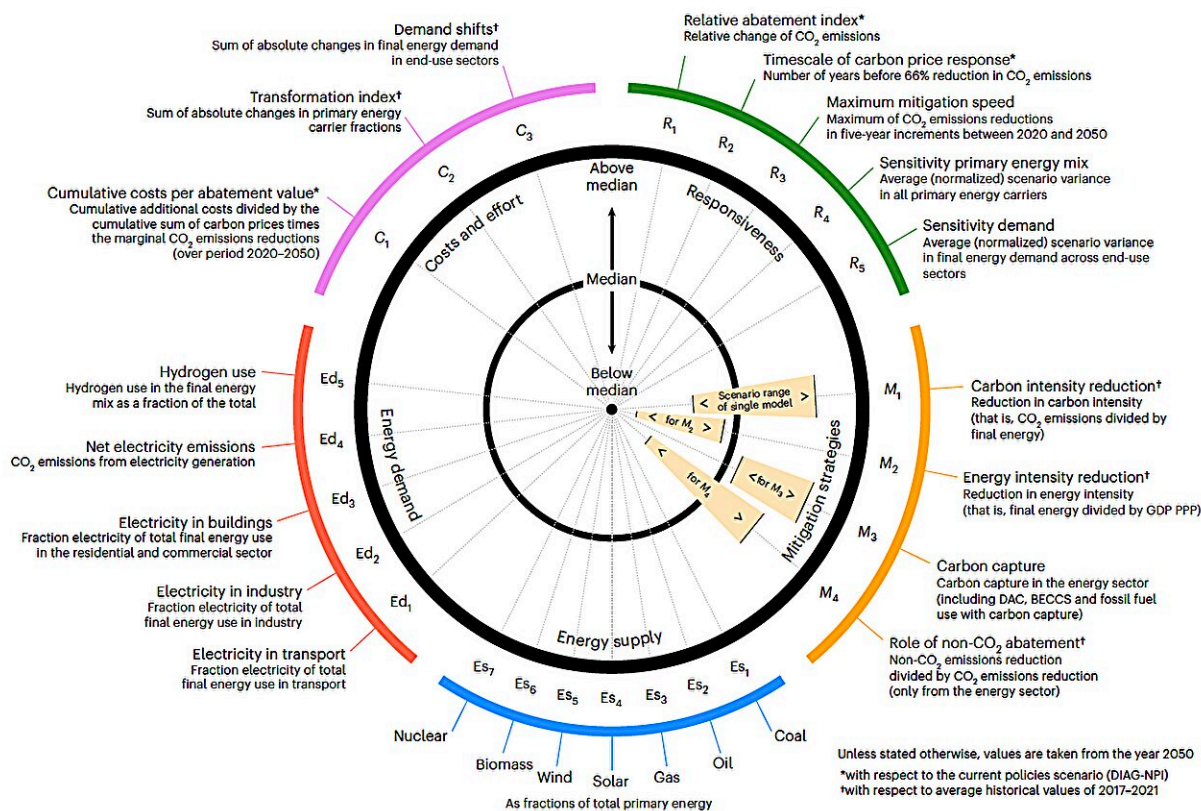 Demand shifts†
Sum of absolute changes in final energy demand
in end-use sectors
Transformation index†
Sum of absolute changes in primary energy
carrier fractions
Cumulative costs per abatement value*
Cumulative additional costs divided by the
cumulative sum of carbon prices times
the marginal CO₂ emissions reductions
(over period 2020–2050)
Relative abatement index*
Relative change of CO₂ emissions
Timescale of carbon price response*
Number of years before 66% reduction in CO₂ emissions
Maximum mitigation speed
Maximum of CO₂ emissions reductions
in five-year increments between 2020 and 2050
Sensitivity primary energy mix
Average (normalized) scenario variance
in all primary energy carriers
Sensitivity demand
Average (normalized) scenario variance
in final energy demand across end-use
sectors
C₁
C₂
C₃
R₁
R₂
R₃
R₄
R₅
Costs and effort
Above
median
Responsiveness
Median
Below
median
Scenario range
of single model
for M₂
for M₃
for M₄
Energy demand
Mitigation strategies
Energy supply
Hydrogen use
Hydrogen use in the final energy
mix as a fraction of the total
Net electricity emissions
CO₂ emissions from electricity generation
Electricity in buildings
Fraction electricity of total final energy use
in the residential and commercial sector
Electricity in industry
Fraction electricity of total
final energy use in industry
Electricity in transport
Fraction electricity of total
final energy use in transport
Ed₅
Ed₄
Ed₃
Ed₂
Ed₁
M₁
M₂
M₃
M₄
Carbon intensity reduction†
Reduction in carbon intensity
(that is, CO₂ emissions divided by
final energy)
Energy intensity reduction†
Reduction in energy intensity
(that is, final energy divided by GDP PPP)
Carbon capture
Carbon capture in the energy sector
(including DAC, BECCS and fossil fuel
use with carbon capture)
Role of non-CO₂ abatement†
Non-CO₂ emissions reduction
divided by CO₂ emissions reduction
(only from the energy sector)
Es₇
Es₆
Es₅
Es₄
Es₃
Es₂
Es₁
Nuclear
Biomass
Wind
Solar
Gas
Oil
Coal
As fractions of total primary energy
Unless stated otherwise, values are taken from the year 2050
*with respect to the current policies scenario (DIAG-NPI)
†with respect to average historical values of 2017–2021